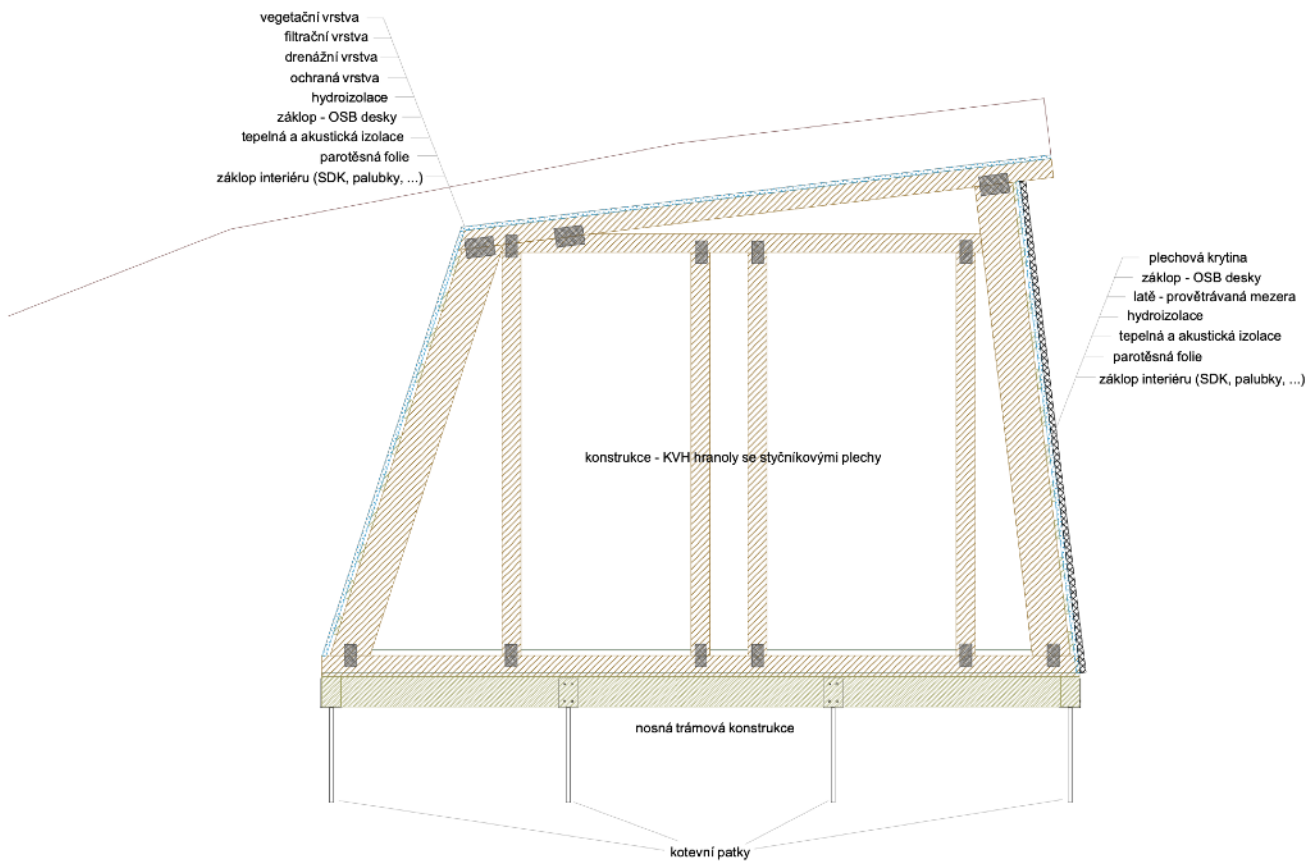 vegetační vrstva
filtrační vrstva
drenážní vrstva
ochraná vrstva
hydroizolace
záklop - OSB desky
tepelná a akustická izolace
parotěsná folie
záklop interiéru (SDK, palubky, ...)
plechová krytina
záklop - OSB desky
latě - provětrávaná mezera
hydroizolace
tepelná a akustická izolace
parotěsná folie
záklop interiéru (SDK, palubky, ...)
konstrukce - KVH hranoly se styčníkovými plechy
nosná trámová konstrukce
kotevní patky